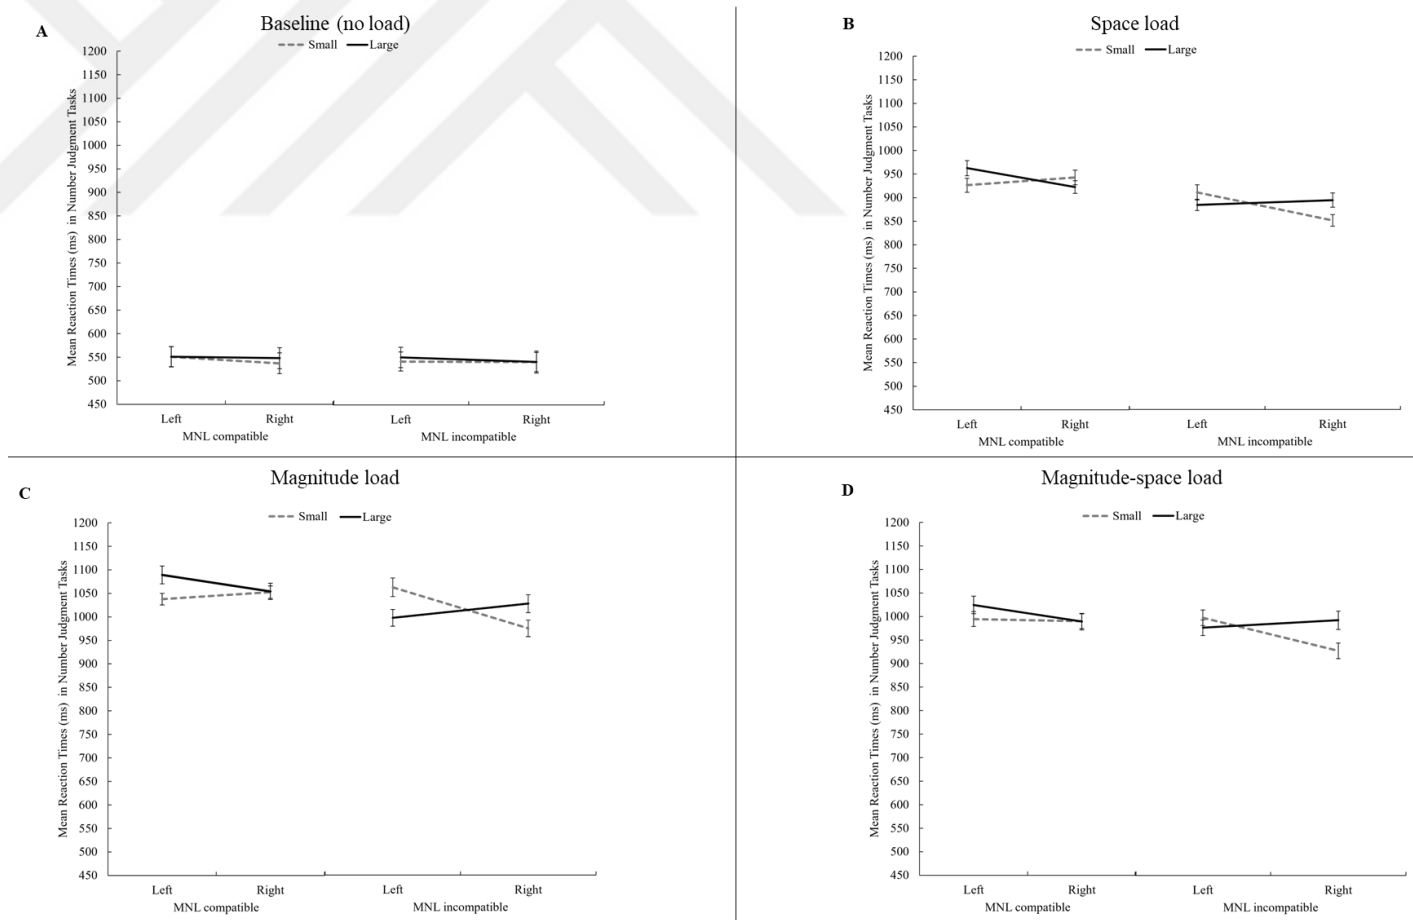 A
Baseline (no load)
Small Large
Mean Reaction Times (ms) in Number Judgment Tasks
1200
1150
1100
1050
1000
950
900
850
800
750
700
650
600
550
500
450
Left Right Left Right
MNL compatible MNL incompatible
B
Space load
Small Large
Mean Reaction Times (ms) in Number Judgment Tasks
1200
1150
1100
1050
1000
950
900
850
800
750
700
650
600
550
500
450
Left Right Left Right
MNL compatible MNL incompatible
C
Magnitude load
Small Large
Mean Reaction Times (ms) in Number Judgment Tasks
1200
1150
1100
1050
1000
950
900
850
800
750
700
650
600
550
500
450
Left Right Left Right
MNL compatible MNL incompatible
D
Magnitude-space load
Small Large
Mean Reaction Times (ms) in Number Judgment Tasks
1200
1150
1100
1050
1000
950
900
850
800
750
700
650
600
550
500
450
Left Right Left Right
MNL compatible MNL incompatible